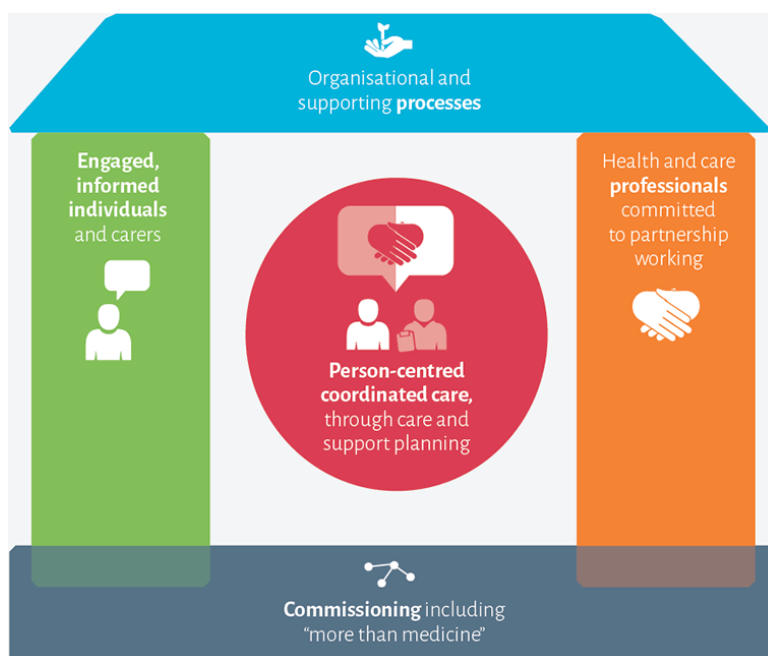 Organisational and
supporting processes
Engaged,
informed
individuals
and carers
Health and care
professionals
committed
to partnership
working
Person-centred
coordinated care,
through care and
support planning
Commissioning including
“more than medicine”